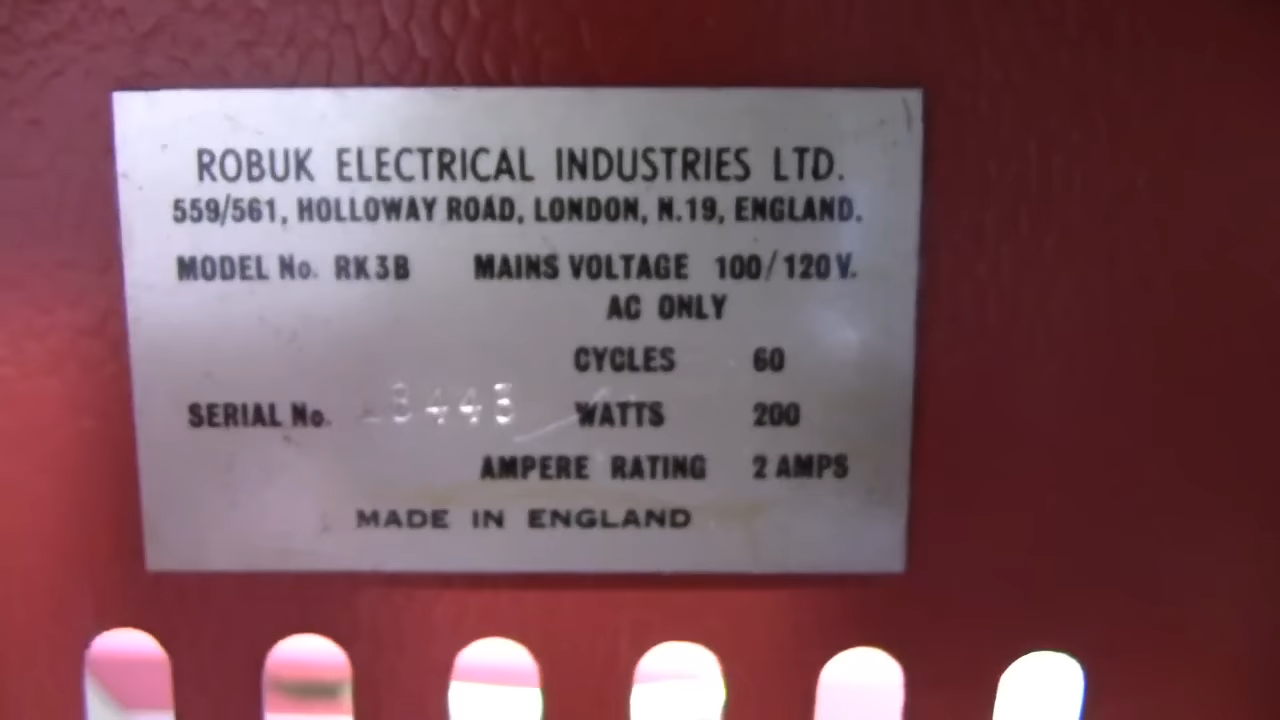 ROBUK ELECTRICAL INDUSTRIES LTD.
559/561, HOLLOWAY ROAD, LONDON, N.19, ENGLAND.
MODEL No. RK3B MAINS VOLTAGE 100/120V.
AC ONLY
CYCLES 60
SERIAL No. WATTS 200
AMPERE RATING 2 AMPS
MADE IN ENGLAND